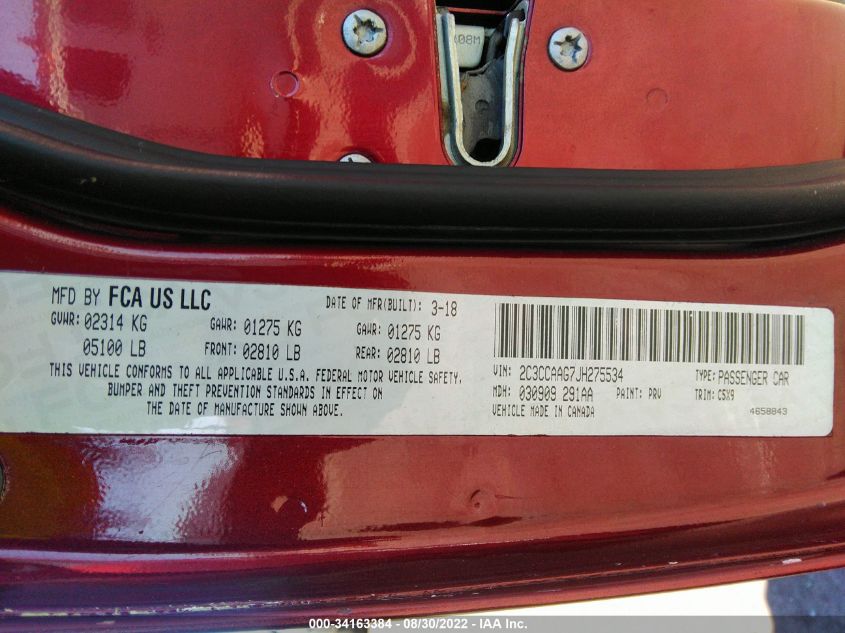 08M
MFD BY FCA US LLC
DATE OF MFR(BUILT): 3-18
GVWR: 02314 KG
GAWR: 01275 KG
GAWR: 01275 KG
05100 LB
FRONT: 02810 LB
REAR: 02810 LB
THIS VEHICLE CONFORMS TO ALL APPLICABLE U.S.A. FEDERAL MOTOR VEHICLE SAFETY,
BUMPER AND THEFT PREVENTION STANDARDS IN EFFECT ON
THE DATE OF MANUFACTURE SHOWN ABOVE.
VIN: 2C3CCAAG7JH275534
TYPE: PASSENGER CAR
MDH: 030909 291AA
PAINT: PRV
TRIM: C5X9
VEHICLE MADE IN CANADA
4658843
000-34163384 - 08/30/2022 - IAA Inc.